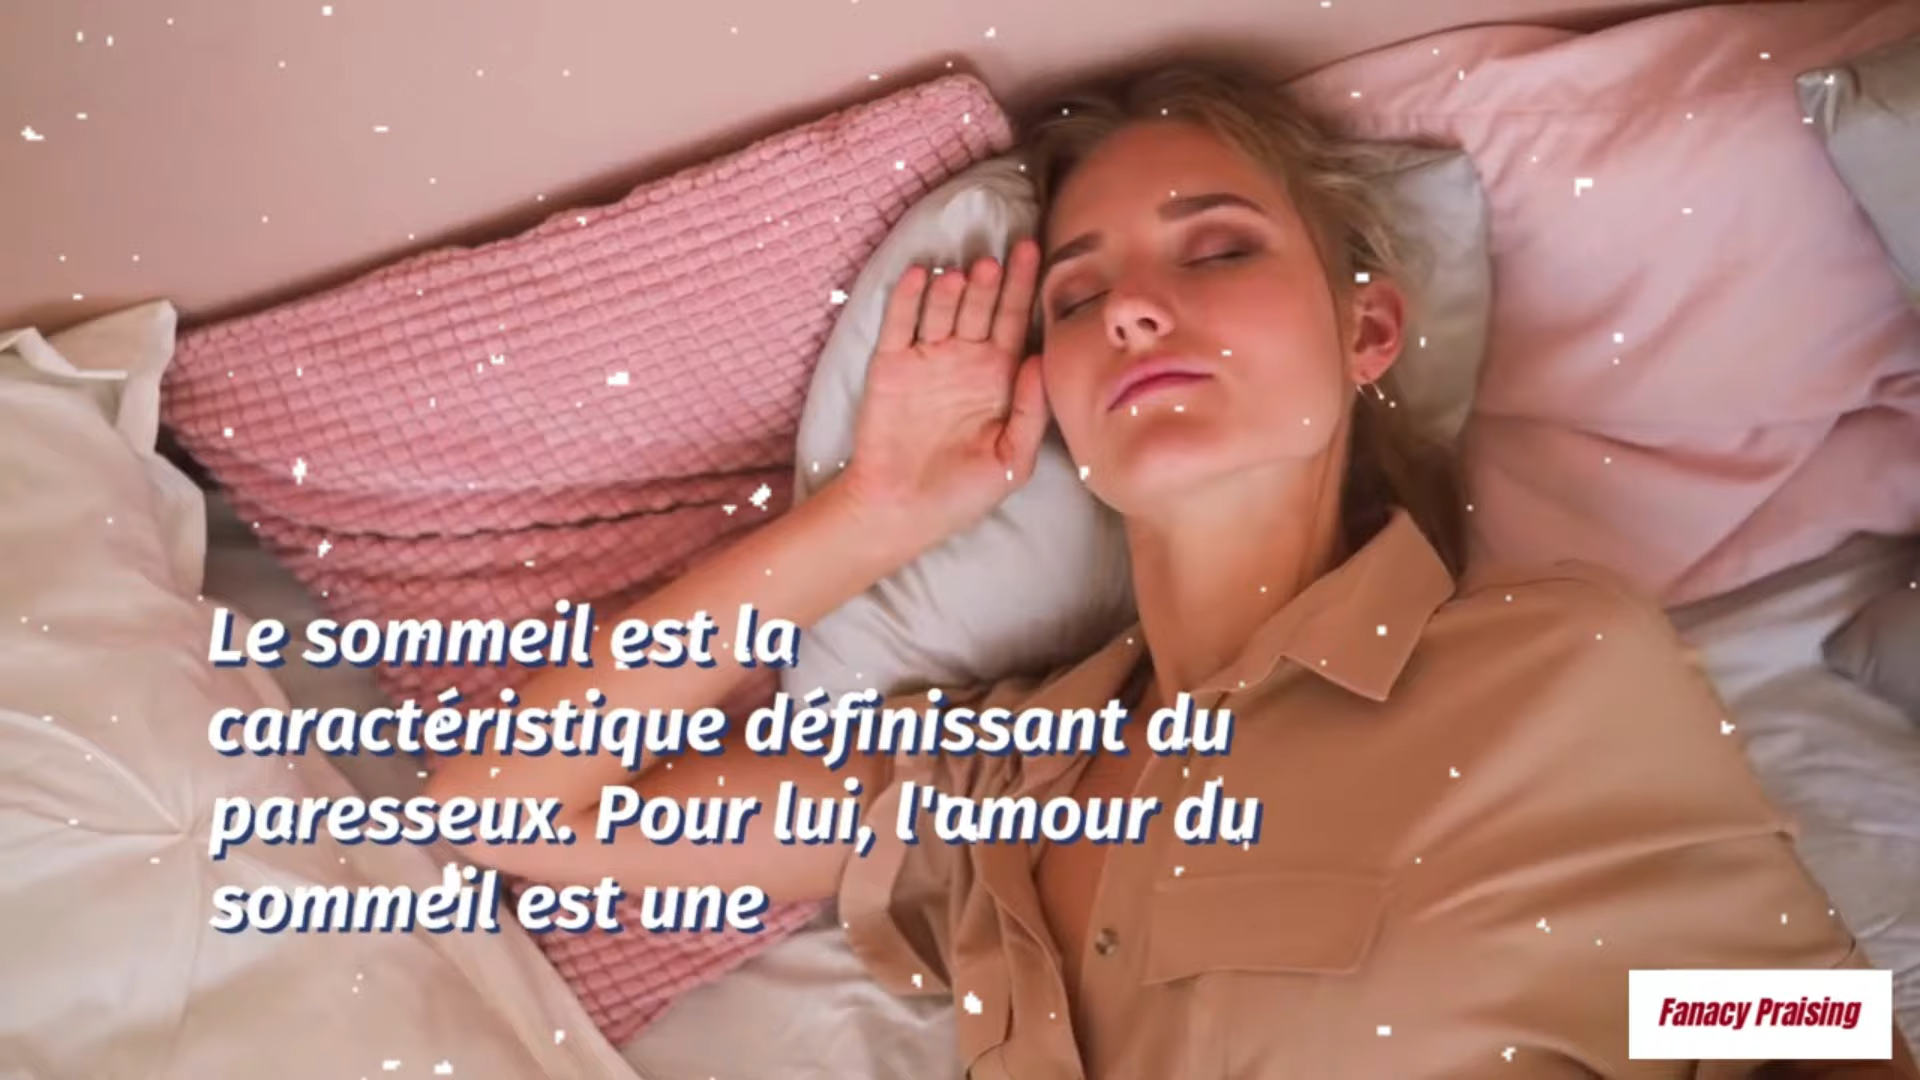 Le sommeil est la
caractéristique définissant du
paresseux. Pour lui, l'amour du
sommeil est une
Fanacy Praising